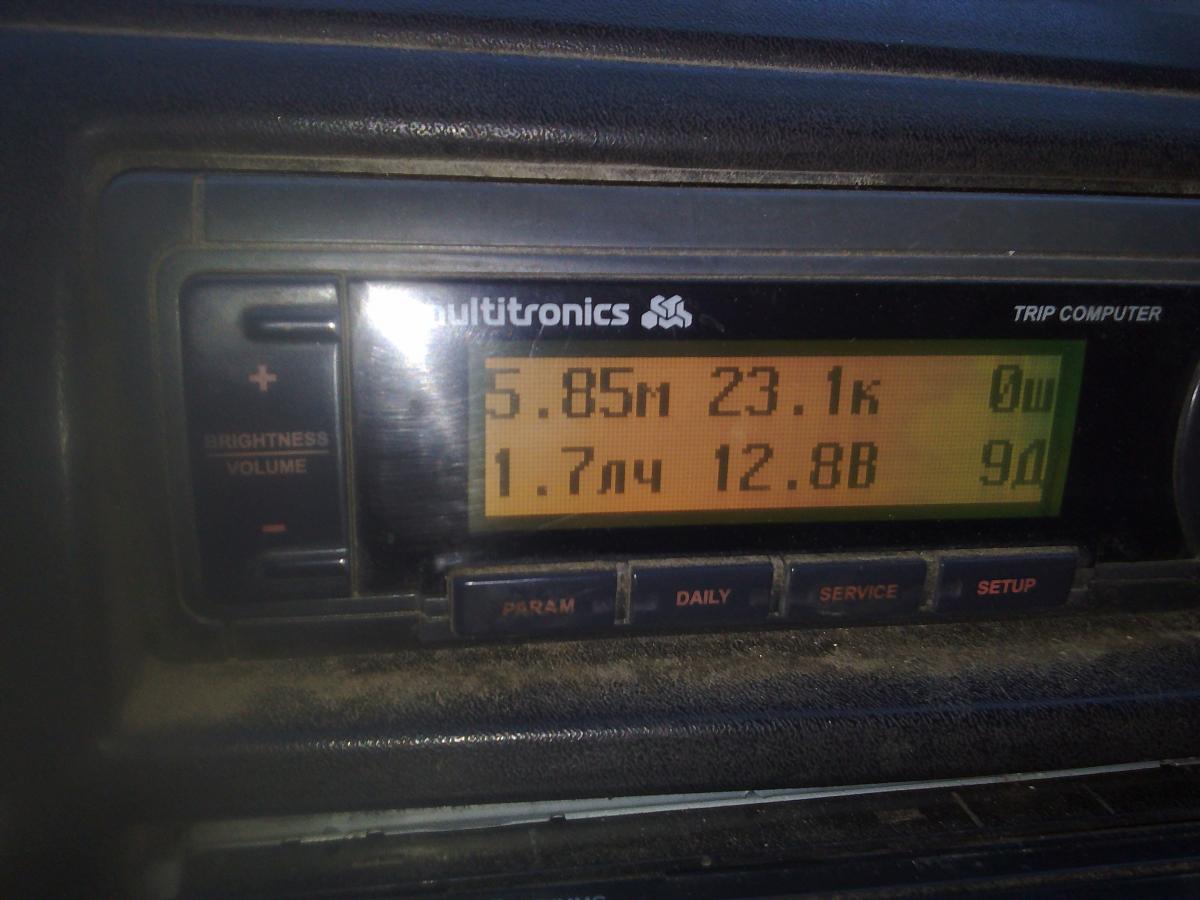 multitronics
TRIP COMPUTER
5.85м 23.1к 0ш
1.7лч 12.8В 9Д
+
BRIGHTNESS
VOLUME
-
PARAM DAILY SERVICE SETUP